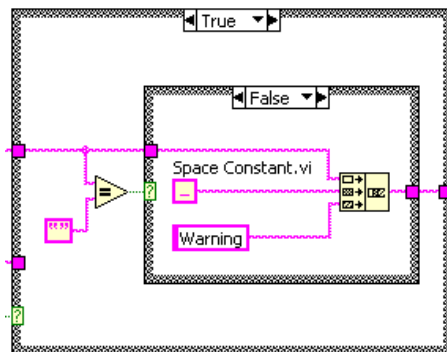 True
False
Space Constant.vi
?
=
""
_
Warning
?